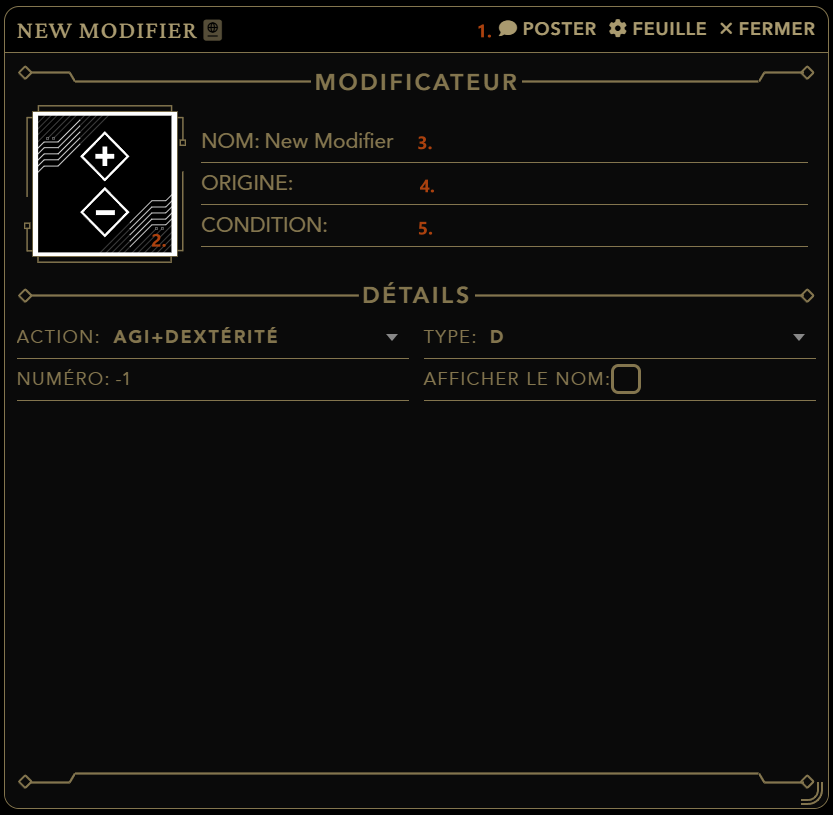 NEW MODIFIER 1. POSTER FEUILLE × FERMER
MODIFICATEUR
NOM: New Modifier 3.
ORIGINE: 4.
CONDITION: 5.
2.
DÉTAILS
ACTION: AGI+DEXTÉRITÉ TYPE: D
NUMÉRO: -1 AFFICHER LE NOM: